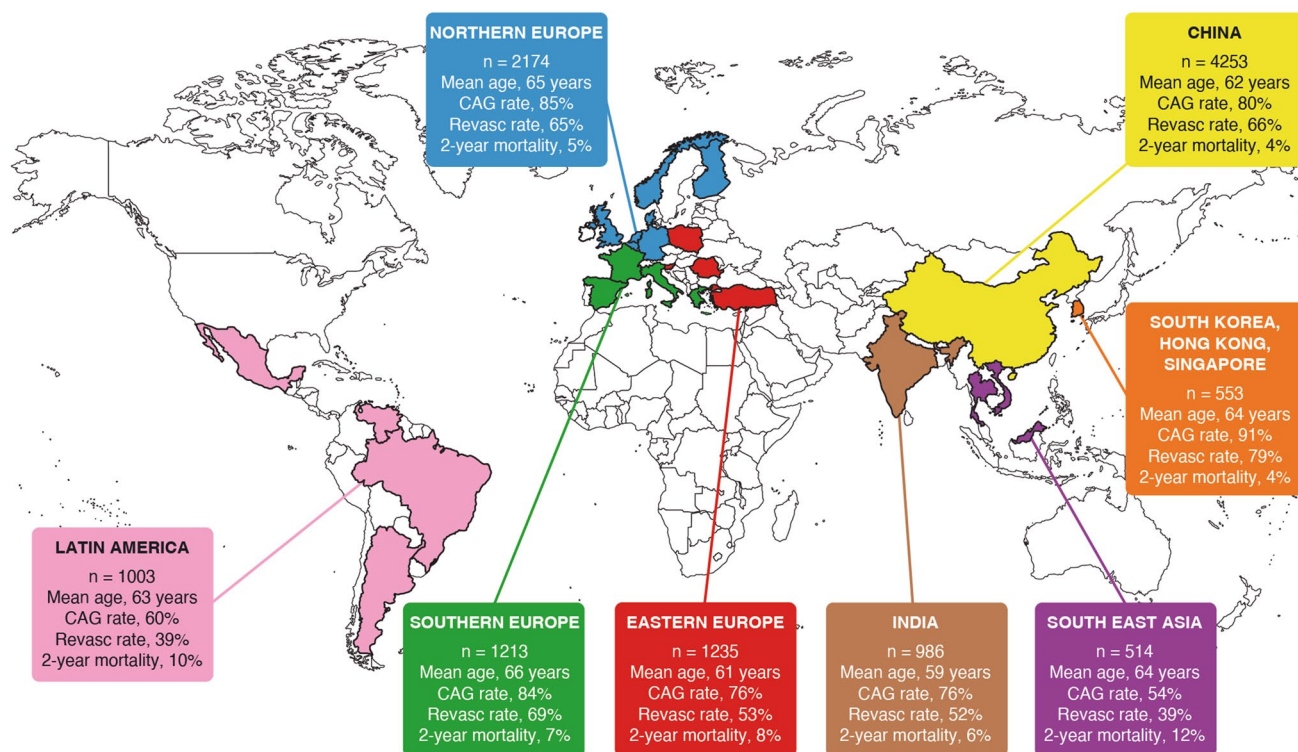 NORTHERN EUROPE
n = 2174
Mean age, 65 years
CAG rate, 85%
Revasc rate, 65%
2-year mortality, 5%
CHINA
n = 4253
Mean age, 62 years
CAG rate, 80%
Revasc rate, 66%
2-year mortality, 4%
SOUTH KOREA,
HONG KONG,
SINGAPORE
n = 553
Mean age, 64 years
CAG rate, 91%
Revasc rate, 79%
2-year mortality, 4%
LATIN AMERICA
n = 1003
Mean age, 63 years
CAG rate, 60%
Revasc rate, 39%
2-year mortality, 10%
SOUTHERN EUROPE
n = 1213
Mean age, 66 years
CAG rate, 84%
Revasc rate, 69%
2-year mortality, 7%
EASTERN EUROPE
n = 1235
Mean age, 61 years
CAG rate, 76%
Revasc rate, 53%
2-year mortality, 8%
INDIA
n = 986
Mean age, 59 years
CAG rate, 76%
Revasc rate, 52%
2-year mortality, 6%
SOUTH EAST ASIA
n = 514
Mean age, 64 years
CAG rate, 54%
Revasc rate, 39%
2-year mortality, 12%